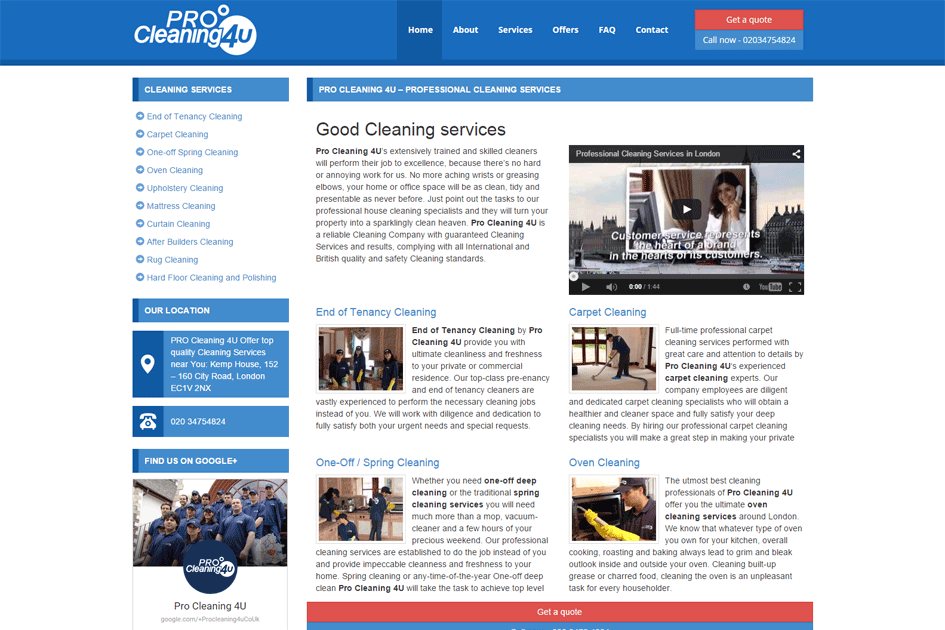 PRO
Cleaning4U
Home
About
Services
Offers
FAQ
Contact
Get a quote
Call now - 02034754824
CLEANING SERVICES
End of Tenancy Cleaning
Carpet Cleaning
One-off Spring Cleaning
Oven Cleaning
Upholstery Cleaning
Mattress Cleaning
Curtain Cleaning
After Builders Cleaning
Rug Cleaning
Hard Floor Cleaning and Polishing
OUR LOCATION
PRO Cleaning 4U Offer top
quality Cleaning Services
near You: Kemp House, 152
– 160 City Road, London
EC1V 2NX
020 34754824
FIND US ON GOOGLE+
PRO
Cleaning4U
Pro Cleaning 4U
google.com/+Procleaning4uCoUk
PRO CLEANING 4U – PROFESSIONAL CLEANING SERVICES
Good Cleaning services
Pro Cleaning 4U's extensively trained and skilled cleaners
will perform their job to excellence, because there's no hard
or annoying work for us. No more aching wrists or greasing
elbows, your home or office space will be as clean, tidy and
presentable as never before. Just point out the tasks to our
professional house cleaning specialists and they will turn your
property into a sparklingly clean heaven. Pro Cleaning 4U is
a reliable Cleaning Company with guaranteed Cleaning
Services and results, complying with all International and
British quality and safety Cleaning standards.
Professional Cleaning Services in London
Customer service represents
the heart of a brand
in the hearts of its customers.
0:00 / 1:44
YouTube
End of Tenancy Cleaning
End of Tenancy Cleaning by Pro
Cleaning 4U provide you with
ultimate cleanliness and freshness
to your private or commercial
residence. Our top-class pre-enancy
and end of tenancy cleaners are
vastly experienced to perform the necessary cleaning jobs
instead of you. We will work with diligence and dedication to
fully satisfy both your urgent needs and special requests.
Carpet Cleaning
Full-time professional carpet
cleaning services performed with
great care and attention to details by
Pro Cleaning 4U's experienced
carpet cleaning experts. Our
company employees are diligent
and dedicated carpet cleaning specialists who will obtain a
healthier and cleaner space and fully satisfy your deep
cleaning needs. By hiring our professional carpet cleaning
specialists you will make a great step in making your private
One-Off / Spring Cleaning
Whether you need one-off deep
cleaning or the traditional spring
cleaning services you will need
much more than a mop, vacuum-
cleaner and a few hours of your
precious weekend. Our professional
cleaning services are established to do the job instead of you
and provide impeccable cleanness and freshness to your
home. Spring cleaning or any-time-of-the-year One-off deep
clean Pro Cleaning 4U will take the task to achieve top level
Oven Cleaning
The utmost best cleaning
professionals of Pro Cleaning 4U
offer you the ultimate oven
cleaning services around London.
We know that whatever type of oven
you own for your kitchen, overall
cooking, roasting and baking always lead to grim and bleak
outlook inside and outside your oven. Cleaning built-up
grease or charred food, cleaning the oven is an unpleasant
task for every householder.
Get a quote